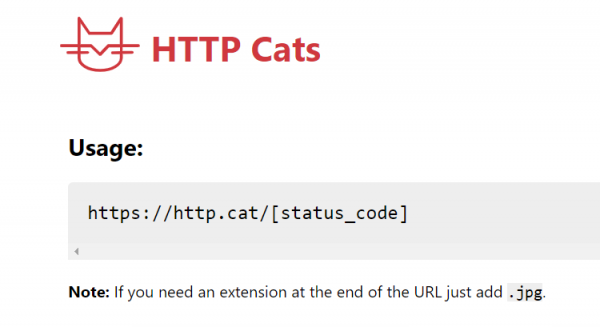 HTTP Cats
Usage:
https://http.cat/[status_code]
Note: If you need an extension at the end of the URL just add .jpg.